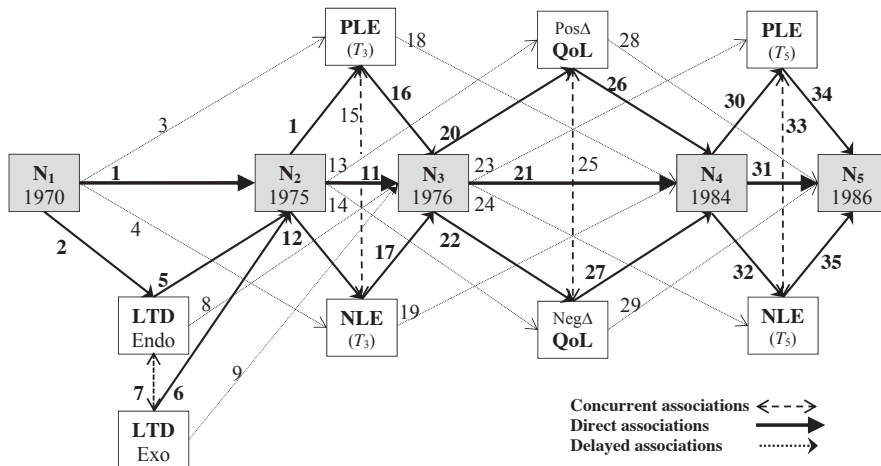 PLE
(T3)
18
PosΔ
QoL
28
PLE
(T5)
3
1
15
16
20
26
30
33
34
N1
1970
1
N2
1975
13
11
14
N3
1976
23
21
24
25
N4
1984
31
N5
1986
2
4
12
17
22
27
32
35
5
LTD
Endo
8
NLE
(T3)
19
NegΔ
QoL
29
NLE
(T5)
9
7
6
LTD
Exo
Concurrent associations
Direct associations
Delayed associations